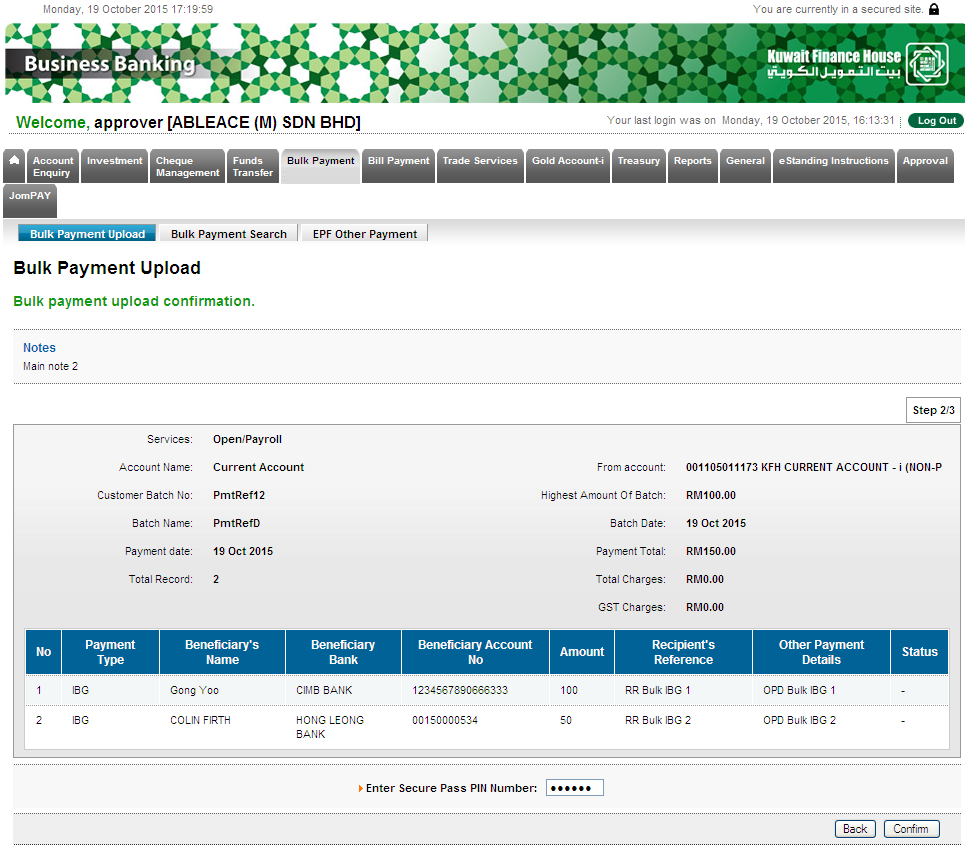 Monday, 19 October 2015 17:19:59 You are currently in a secured site.
Business Banking
Kuwait Finance House
بيت التمويل الكويتي
Welcome, approver [ABLEACE (M) SDN BHD] Your last login was on Monday, 19 October 2015, 16:13:31 Log Out
Account Enquiry Investment Cheque Management Funds Transfer Bulk Payment Bill Payment Trade Services Gold Account-i Treasury Reports General eStanding Instructions Approval
JomPAY
Bulk Payment Upload Bulk Payment Search EPF Other Payment
Bulk Payment Upload
Bulk payment upload confirmation.
Notes
Main note 2
Step 2/3
Services: Open/Payroll
Account Name: Current Account From account: 001105011173 KFH CURRENT ACCOUNT - i (NON-P
Customer Batch No: PmtRef12 Highest Amount Of Batch: RM100.00
Batch Name: PmtRefD Batch Date: 19 Oct 2015
Payment date: 19 Oct 2015 Payment Total: RM150.00
Total Record: 2 Total Charges: RM0.00
GST Charges: RM0.00
No Payment Type Beneficiary's Name Beneficiary Bank Beneficiary Account No Amount Recipient's Reference Other Payment Details Status
1 IBG Gong Yoo CIMB BANK 1234567890666333 100 RR Bulk IBG 1 OPD Bulk IBG 1 -
2 IBG COLIN FIRTH HONG LEONG BANK 00150000534 50 RR Bulk IBG 2 OPD Bulk IBG 2 -
Enter Secure Pass PIN Number: ••••••
Back Confirm